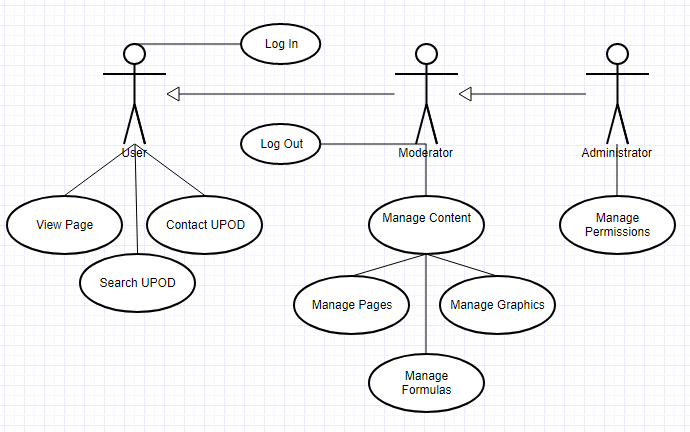 Log In
User
Log Out
Moderator
Administrator
View Page
Contact UPOD
Search UPOD
Manage Content
Manage
Permissions
Manage Pages
Manage Graphics
Manage
Formulas